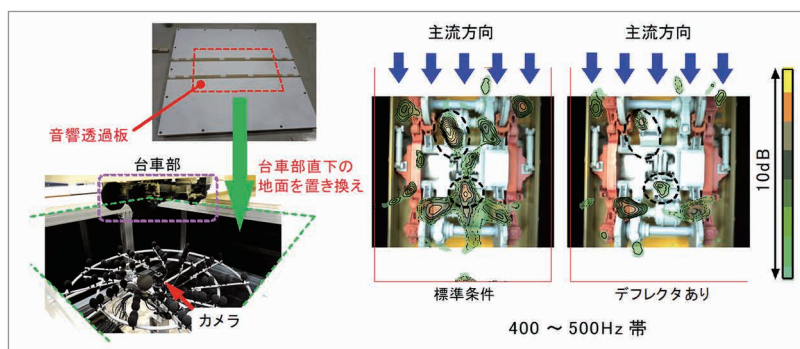 音響透過板
台車部
台車部直下の
地面を置き換え
カメラ
主流方向
主流方向
10dB
標準条件
デフレクタあり
400 ～ 500Hz 帯